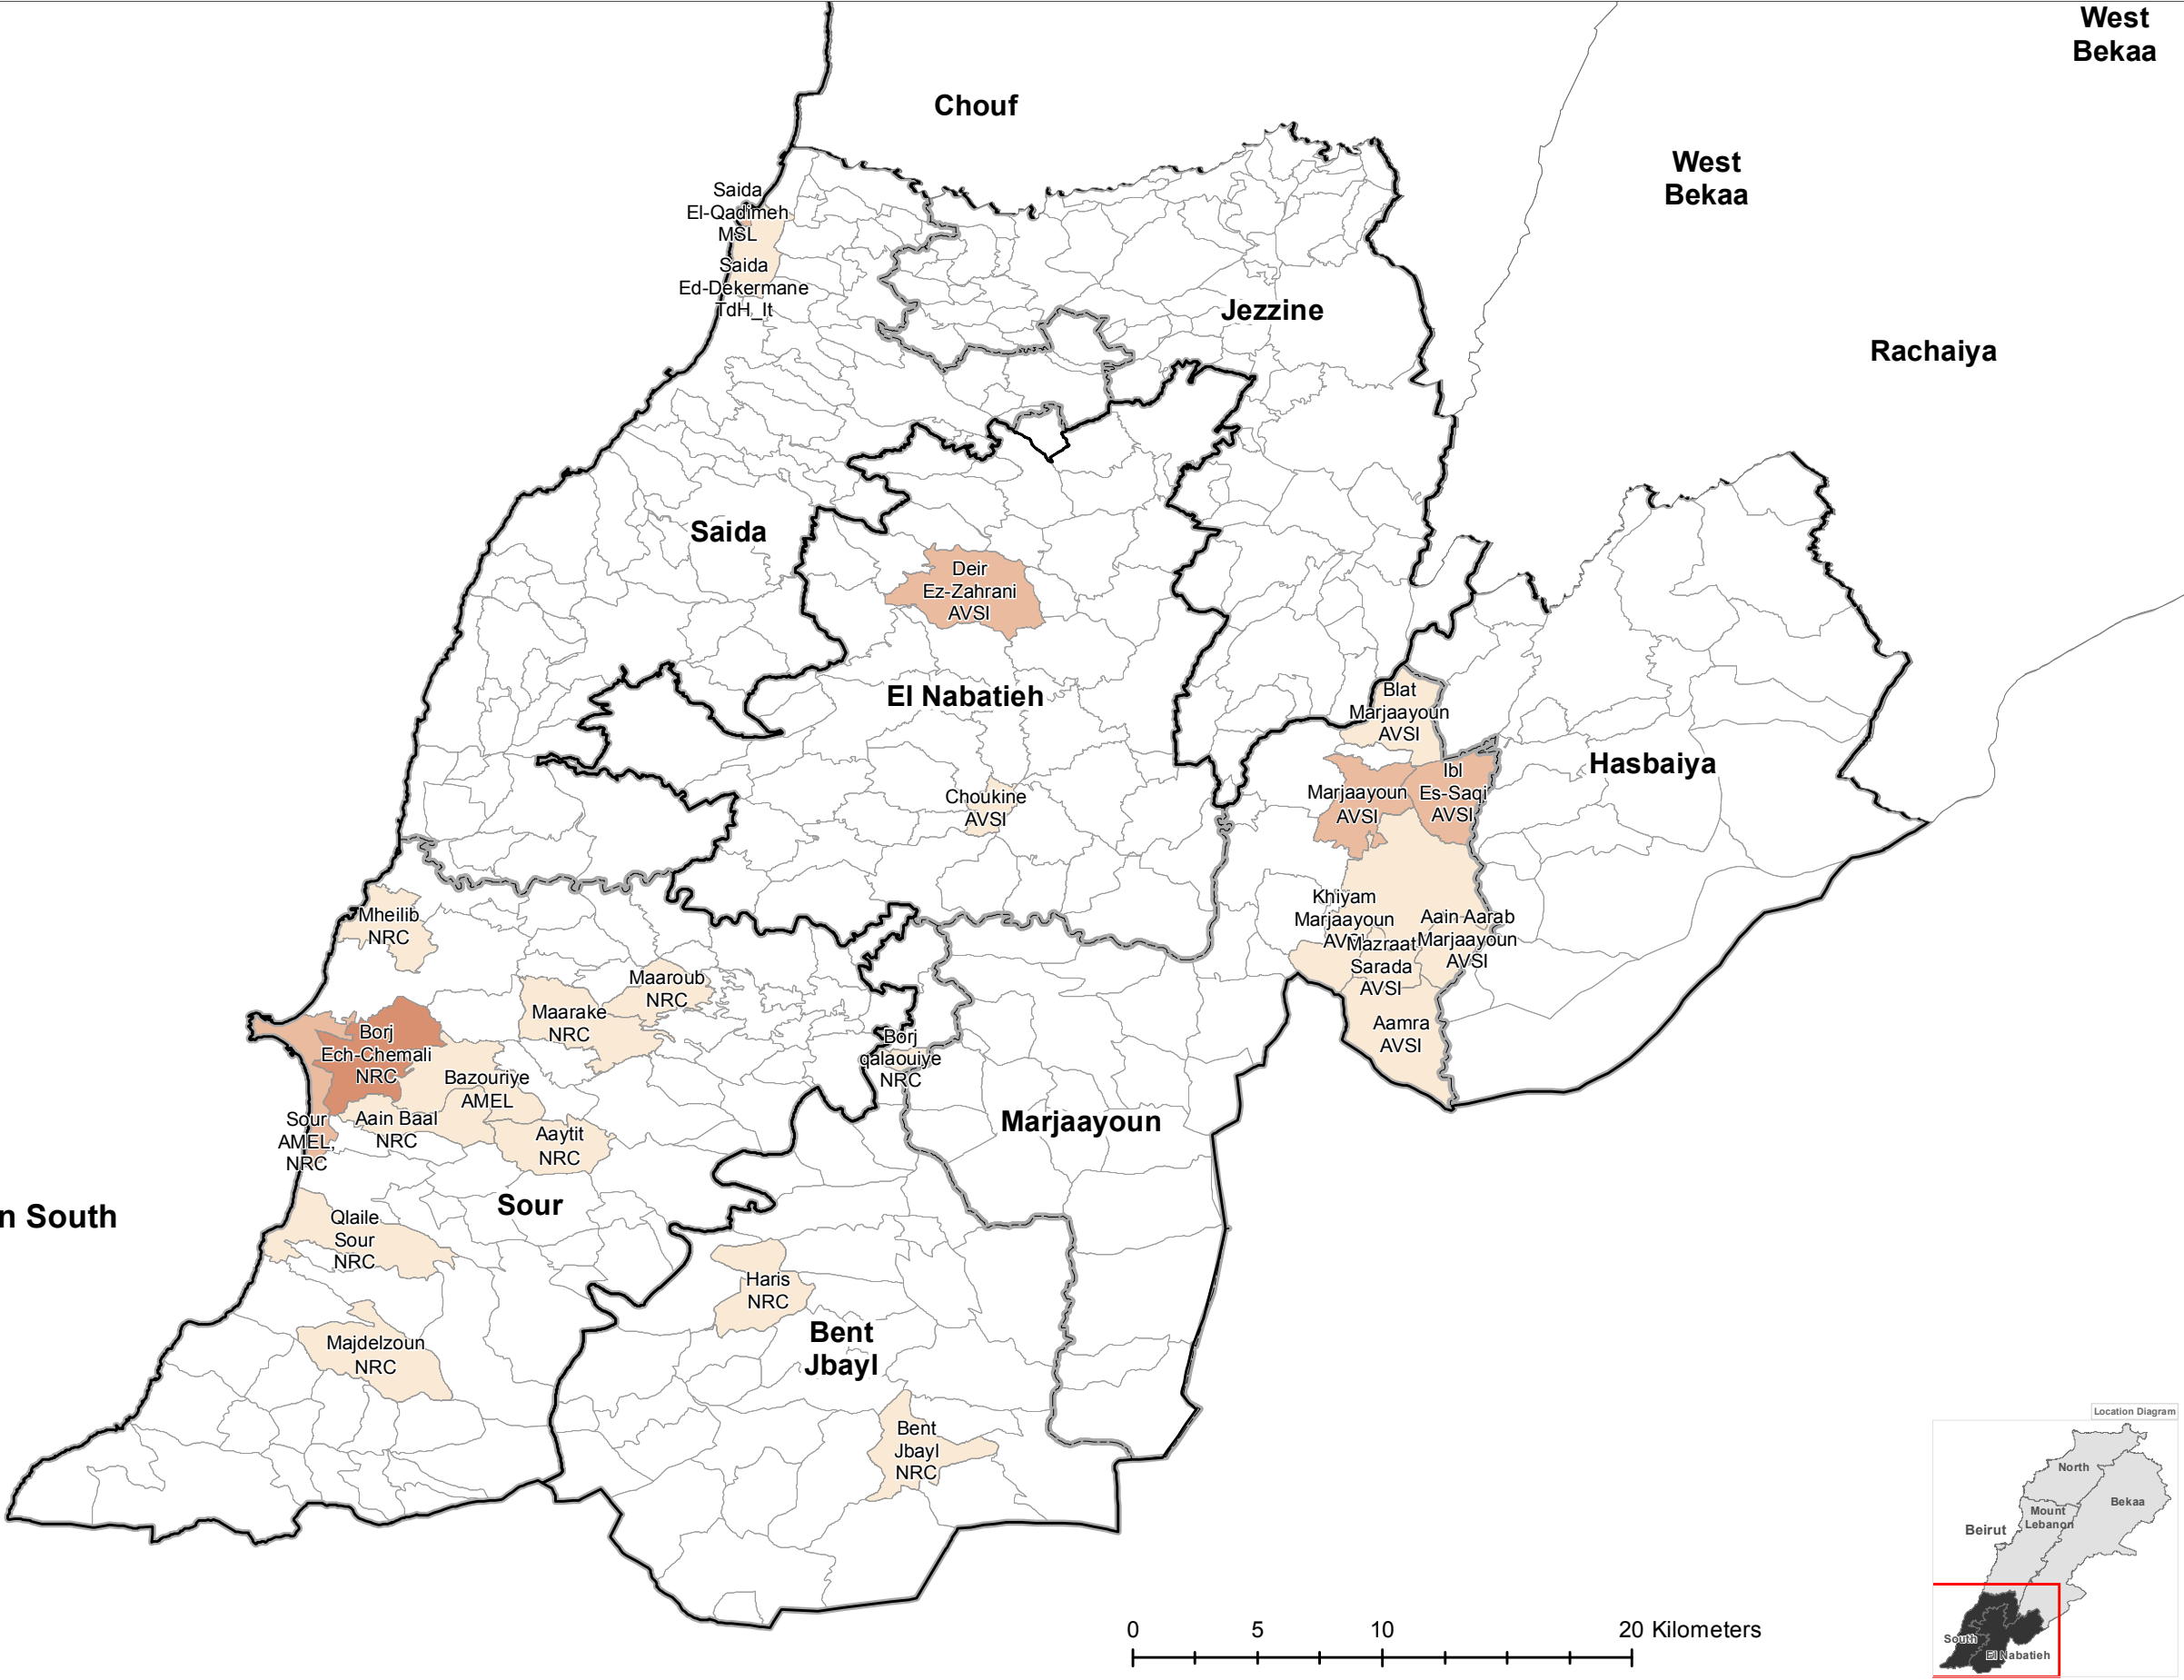 West
Bekaa
Chouf
West
Bekaa
Saida
El-Qadimeh
MSL
Saida
Ed-Dekermane
TdH_It
Jezzine
Rachaiya
Saida
Deir
Ez-Zahrani
AVSI
El Nabatieh
Blat
Marjaayoun
AVSI
Hasbaiya
Ibl
Es-Saqi
AVSI
Marjaayoun
AVSI
Choukine
AVSI
Khiyam
Marjaayoun
Aain Aarab
Marjaayoun
AVSI
Mazraat
Sarada
AVSI
Aamra
AVSI
Mheilib
NRC
Maaroub
NRC
Maarake
NRC
Borj
Ech-Chemali
NRC
Borj
qalaouiye
NRC
Bazouriye
AMEL
Aain Baal
NRC
Sour
AMEL,
NRC
Aaytit
NRC
Marjaayoun
Sour
n South
Qlaile
Sour
NRC
Haris
NRC
Bent
Jbayl
Majdelzoun
NRC
Bent
Jbayl
NRC
Location Diagram
North
Bekaa
Mount
Lebanon
Beirut
South
El Nabatieh
0 5 10 20 Kilometers